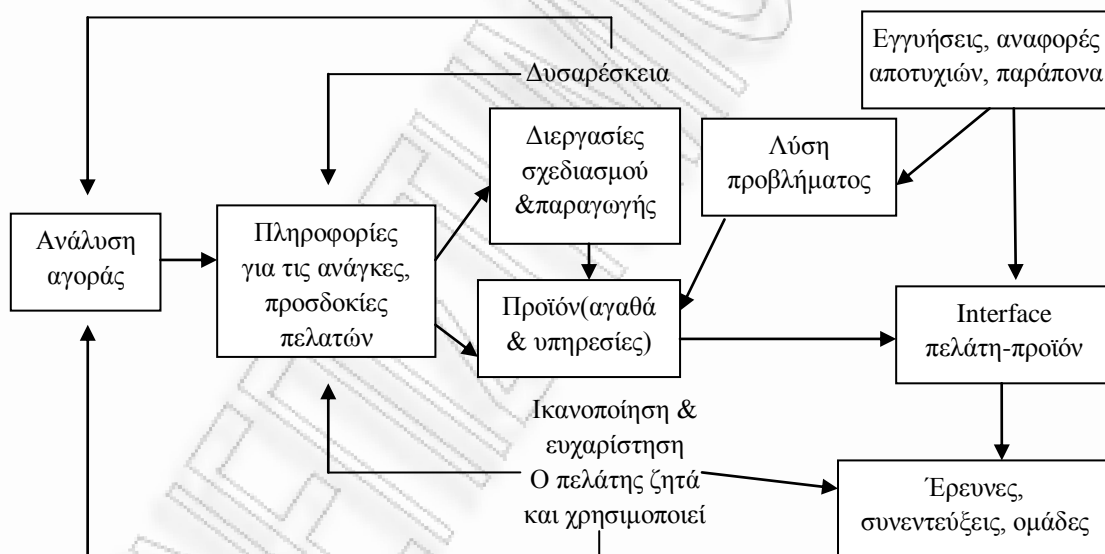 Δυσαρέσκεια
Εγγυήσεις, αναφορές
αποτυχιών, παράπονα
Διεργασίες
σχεδιασμού
&παραγωγής
Λύση
προβλήματος
Ανάλυση
αγοράς
Πληροφορίες
για τις ανάγκες,
προσδοκίες
πελατών
Προϊόν(αγαθά
& υπηρεσίες)
Interface
πελάτη-προϊόν
Ικανοποίηση &
ευχαρίστηση
Ο πελάτης ζητά
και χρησιμοποιεί
Έρευνες,
συνεντεύξεις, ομάδες